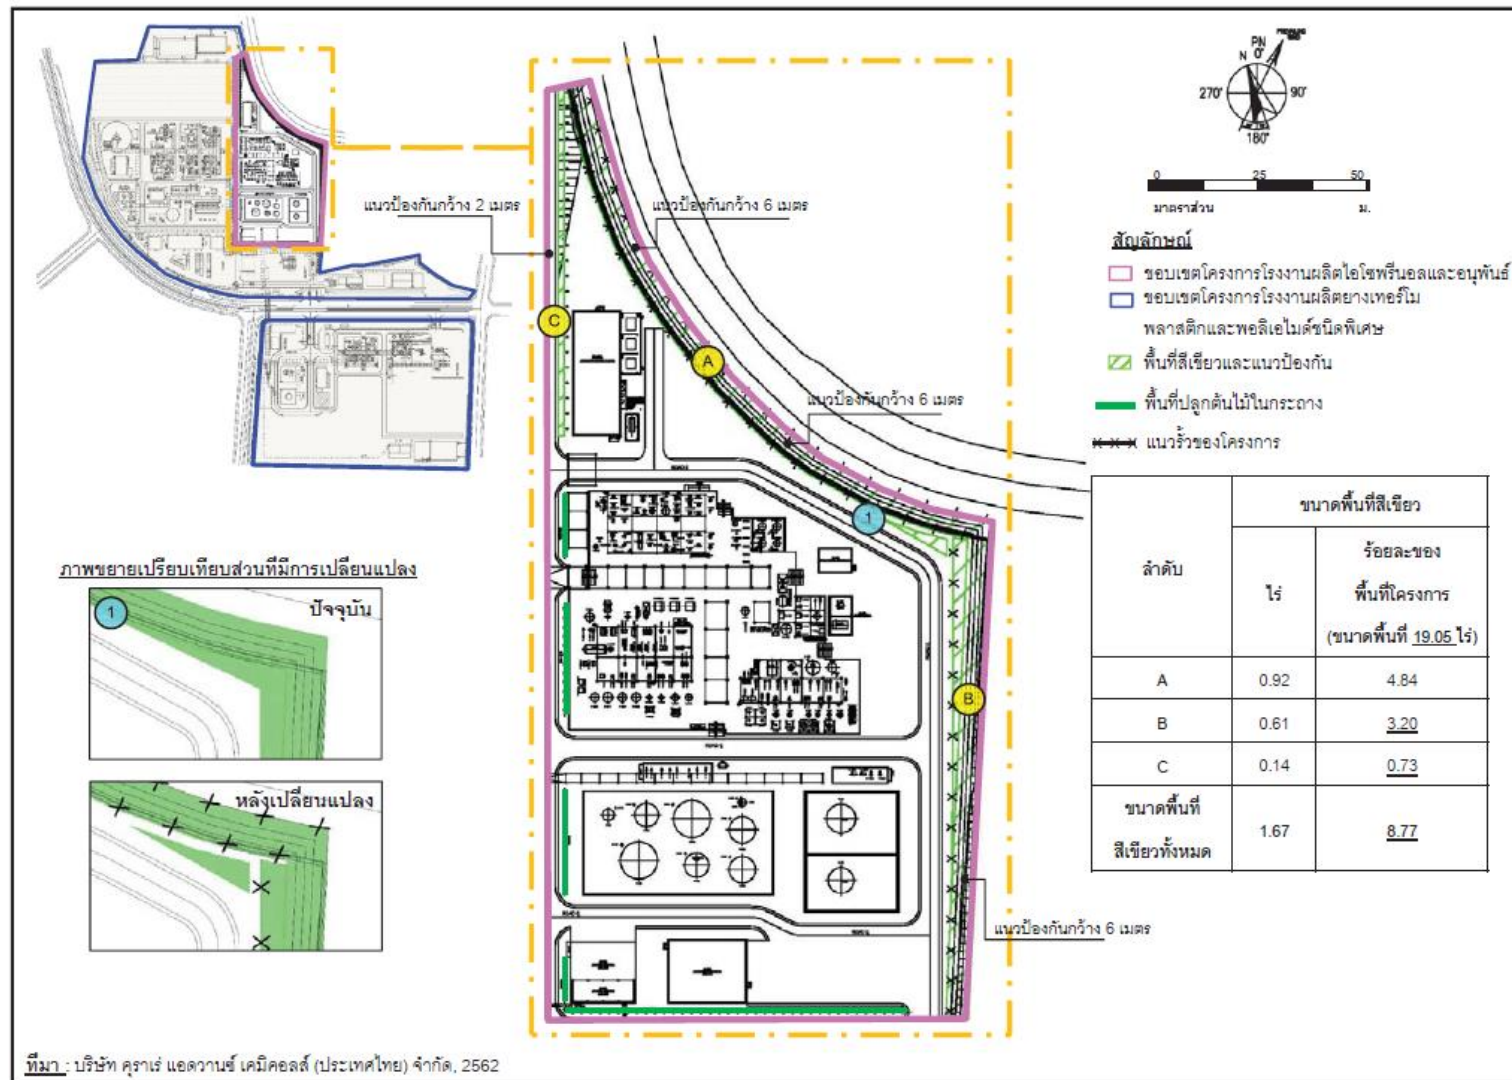 PN
N 0°
270° 90°
180°
0 25 50
มาตราส่วน ม.
สัญลักษณ์
ขอบเขตโครงการโรงงานผลิตไอโซพรีนอลและอนุพันธ์
ขอบเขตโครงการโรงงานผลิตยางเทอร์โม
พลาสติกและพอลิเอไมด์ชนิดพิเศษ
พื้นที่สีเขียวและแนวป้องกัน
พื้นที่ปลูกต้นไม้ในกระถาง
แนวรั้วของโครงการ
แนวป้องกันกว้าง 2 เมตร
แนวป้องกันกว้าง 6 เมตร
แนวป้องกันกว้าง 6 เมตร
แนวป้องกันกว้าง 6 เมตร
C
A
1
B
ภาพขยายเปรียบเทียบส่วนที่มีการเปลี่ยนแปลง
1 ปัจจุบัน
หลังเปลี่ยนแปลง
ลำดับ
ขนาดพื้นที่สีเขียว
ไร่
ร้อยละของ
พื้นที่โครงการ
(ขนาดพื้นที่ 19.05 ไร่)
A 0.92 4.84
B 0.61 3.20
C 0.14 0.73
ขนาดพื้นที่
สีเขียวทั้งหมด 1.67 8.77
ที่มา : บริษัท คุราเร่ แอดวานซ์ เคมิคอลส์ (ประเทศไทย) จำกัด, 2562